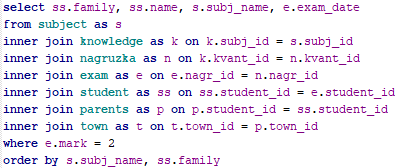 select ss.family, ss.name, s.subj_name, e.exam_date
from subject as s
inner join knowledge as k on k.subj_id = s.subj_id
inner join nagruzka as n on k.kvant_id = n.kvant_id
inner join exam as e on e.nagr_id = n.nagr_id
inner join student as ss on ss.student_id = e.student_id
inner join parents as p on p.student_id = ss.student_id
inner join town as t on t.town_id = p.town_id
where e.mark = 2
order by s.subj_name, ss.family